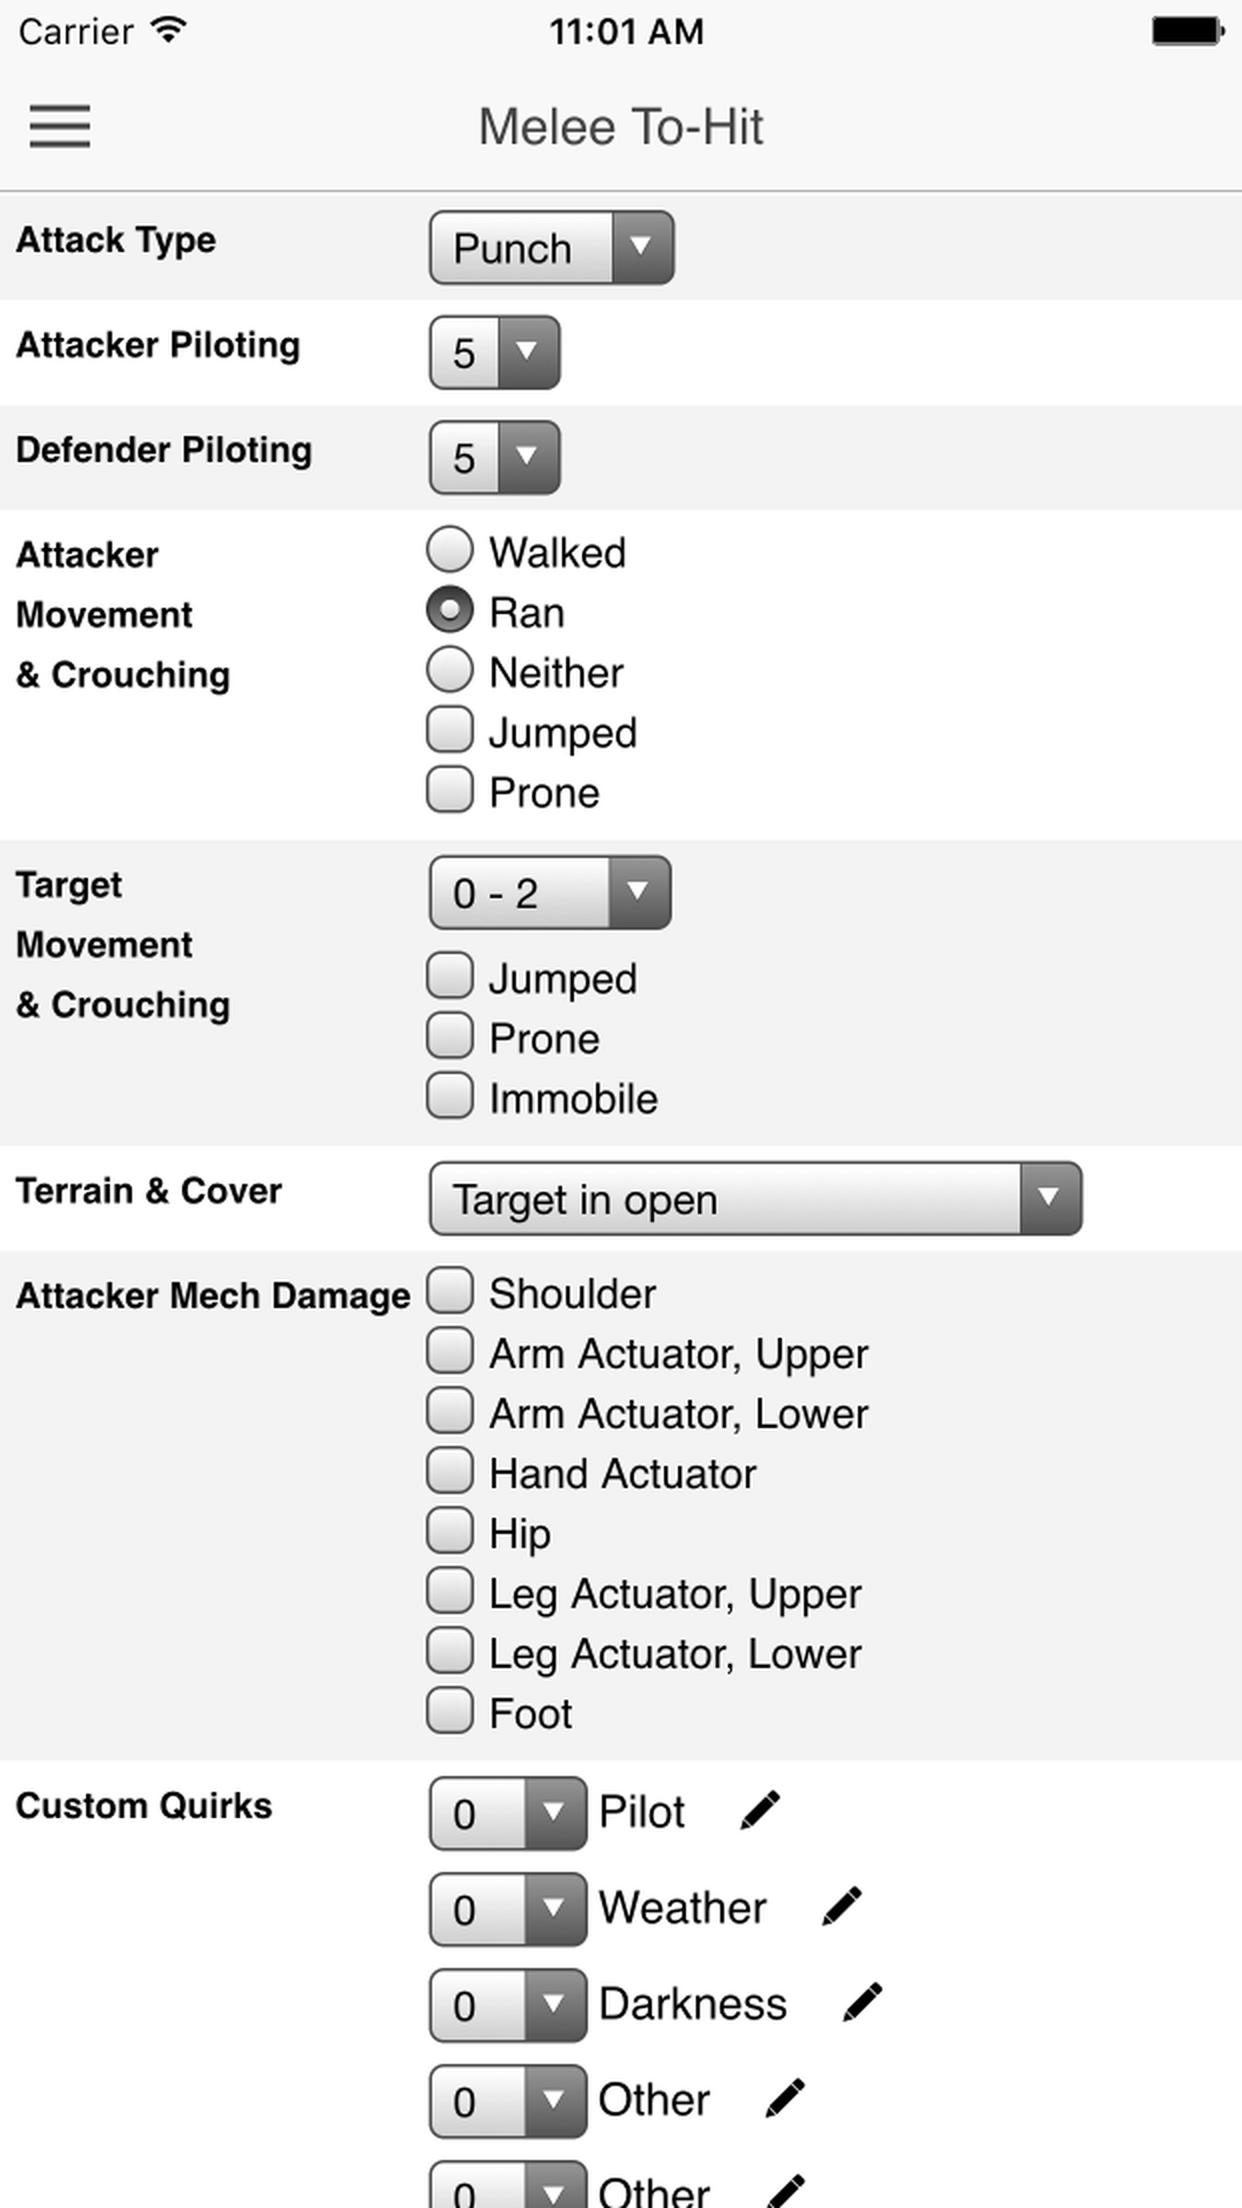 Carrier 11:01 AM
Melee To-Hit
Attack Type Punch
Attacker Piloting 5
Defender Piloting 5
Attacker Walked
Movement Ran
& Crouching Neither
Jumped
Prone
Target 0 - 2
Movement Jumped
& Crouching Prone
Immobile
Terrain & Cover Target in open
Attacker Mech Damage Shoulder
Arm Actuator, Upper
Arm Actuator, Lower
Hand Actuator
Hip
Leg Actuator, Upper
Leg Actuator, Lower
Foot
Custom Quirks 0 Pilot
0 Weather
0 Darkness
0 Other
0 Other